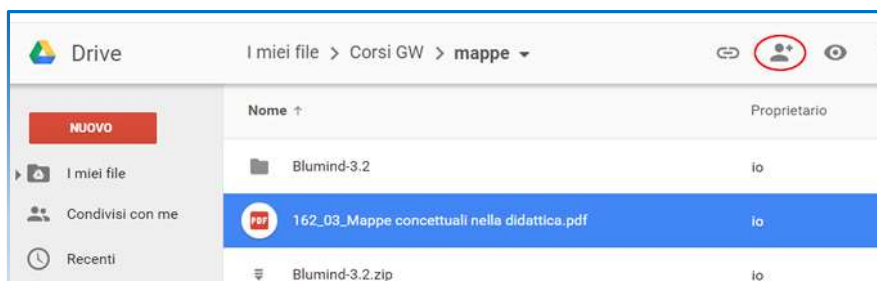 Drive
I miei file > Corsi GW > mappe
Nome ↑ Proprietario
NUOVO
I miei file
Condivisi con me
Recenti
Blumind-3.2 io
PDF 162_03_Mappe concettuali nella didattica.pdf io
Blumind-3.2.zip io